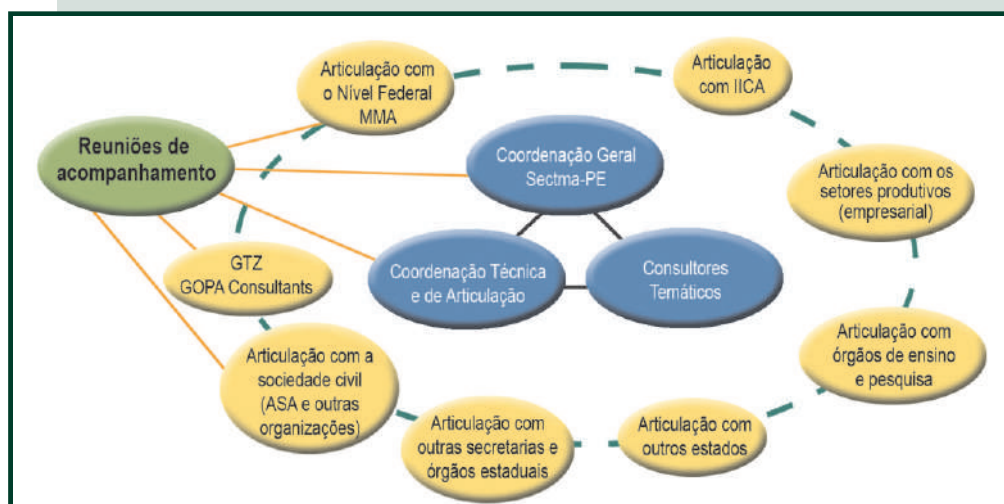 Articulação com
o Nível Federal
MMA
Articulação
com IICA
Reuniões de
acompanhamento
Coordenação Geral
Sectma-PE
Articulação com os
setores produtivos
(empresarial)
GTZ
GOPA Consultants
Coordenação Técnica
e de Articulação
Consultores
Temáticos
Articulação com
órgãos de ensino
e pesquisa
Articulação com a
sociedade civil
(ASA e outras
organizações)
Articulação com
outras secretarias e
órgãos estaduais
Articulação com
outros estados